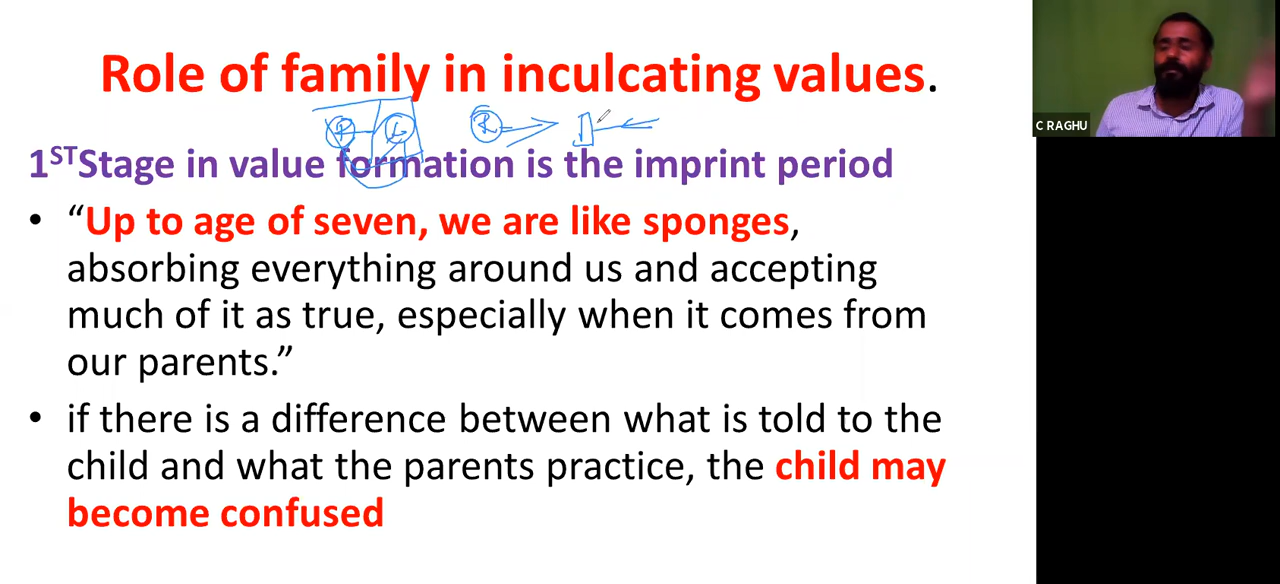 Role of family in inculcating values.
1STStage in value formation is the imprint period
• “Up to age of seven, we are like sponges,
absorbing everything around us and accepting
much of it as true, especially when it comes from
our parents.”
• if there is a difference between what is told to the
child and what the parents practice, the child may
become confused
C RAGHU